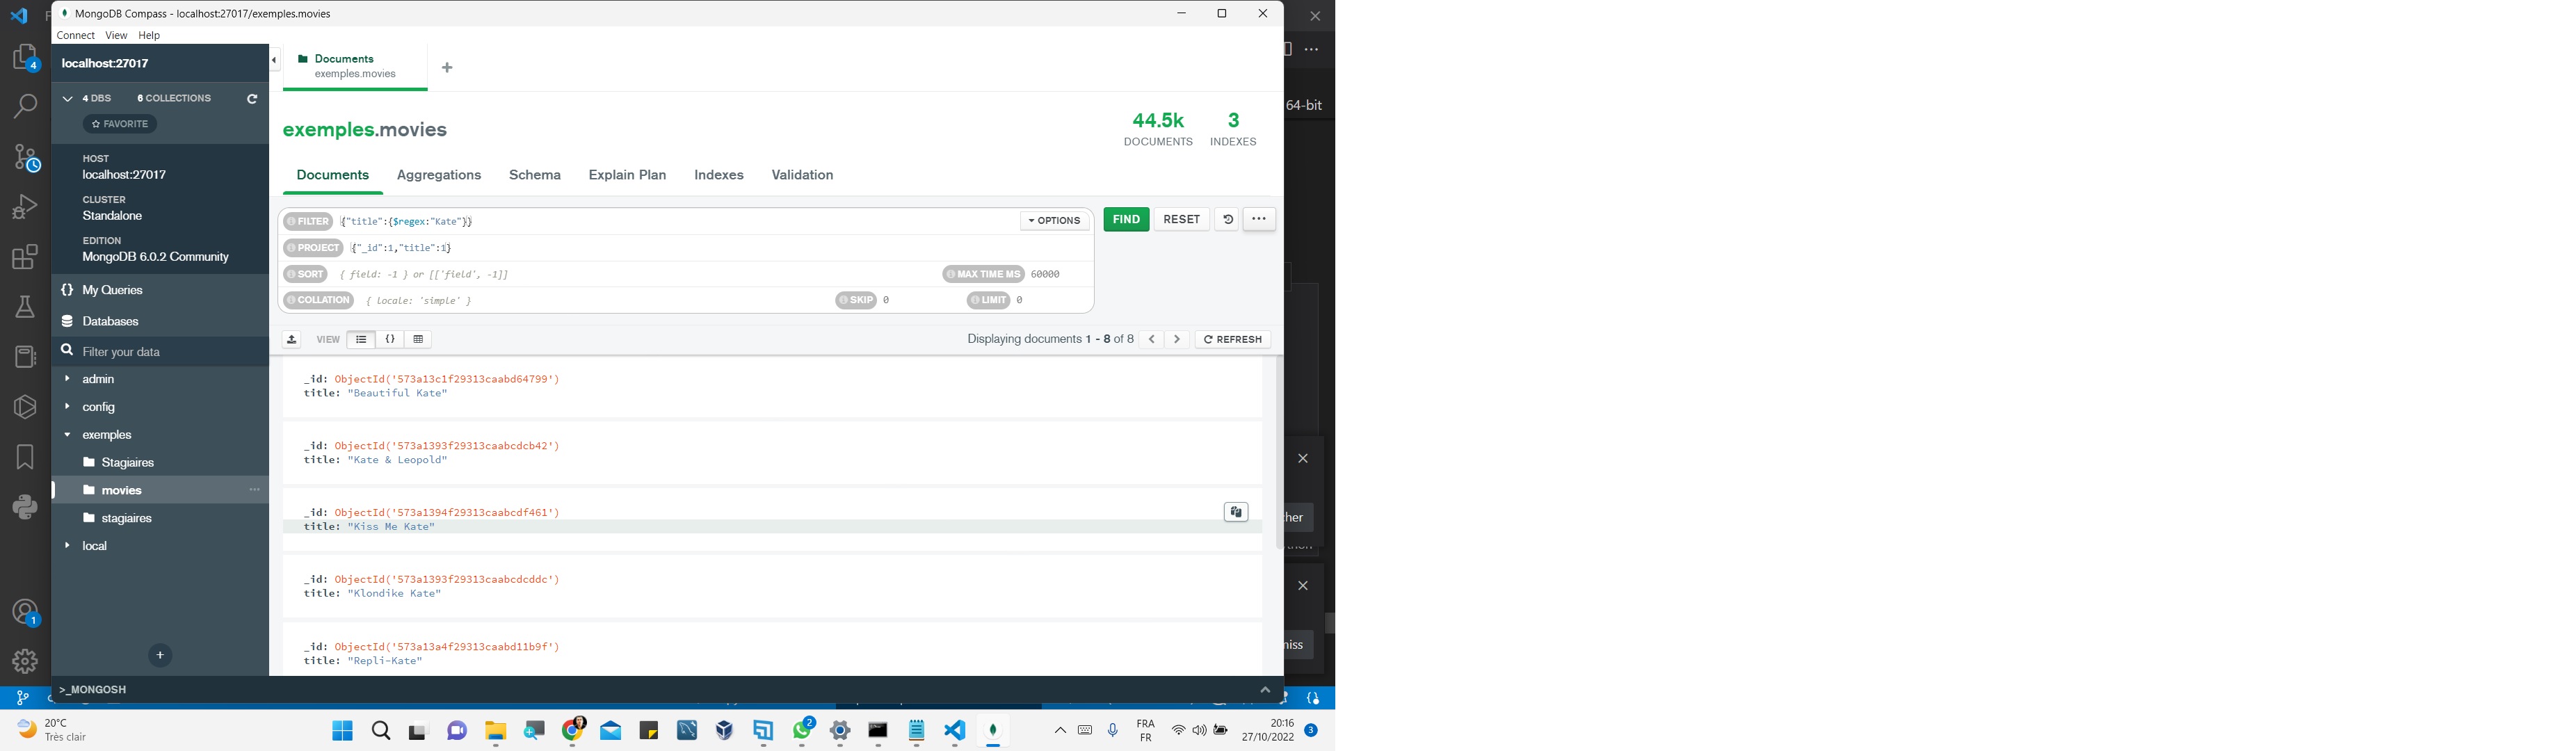 MongoDB Compass - localhost:27017/exemples.movies
Connect View Help
localhost:27017
4 DBS 6 COLLECTIONS
FAVORITE
HOST
localhost:27017
CLUSTER
Standalone
EDITION
MongoDB 6.0.2 Community
{} My Queries
Databases
Filter your data
admin
config
exemples
Stagiaires
movies
stagiaires
local
+
Documents
exemples.movies
+
exemples.movies
44.5k
DOCUMENTS
3
INDEXES
Documents Aggregations Schema Explain Plan Indexes Validation
FILTER {"title":{$regex:"Kate"}} OPTIONS
FIND RESET
PROJECT {"_id":1,"title":1}
SORT { field: -1 } or [['field', -1]] MAX TIME MS 60000
COLLATION { locale: 'simple' } SKIP 0 LIMIT 0
VIEW {} Displaying documents 1 - 8 of 8 REFRESH
_id: ObjectId('573a13c1f29313caabd64799')
title: "Beautiful Kate"
_id: ObjectId('573a1393f29313caabcdcb42')
title: "Kate & Leopold"
_id: ObjectId('573a1394f29313caabcdf461')
title: "Kiss Me Kate"
_id: ObjectId('573a1393f29313caabcdcddc')
title: "Klondike Kate"
_id: ObjectId('573a13a4f29313caabd11b9f')
title: "Repli-Kate"
>_MONGOSH
4
1
64-bit
cher
niss
20°C
Très clair
2
FRA
FR
20:16
27/10/2022
3